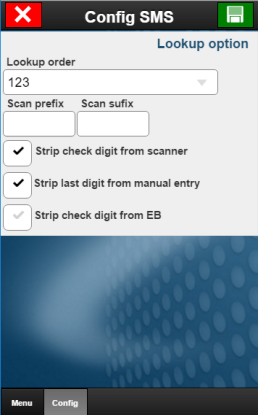 Config SMS
Lookup option
Lookup order
123
Scan prefix Scan sufix
Strip check digit from scanner
Strip last digit from manual entry
Strip check digit from EB
Menu Config